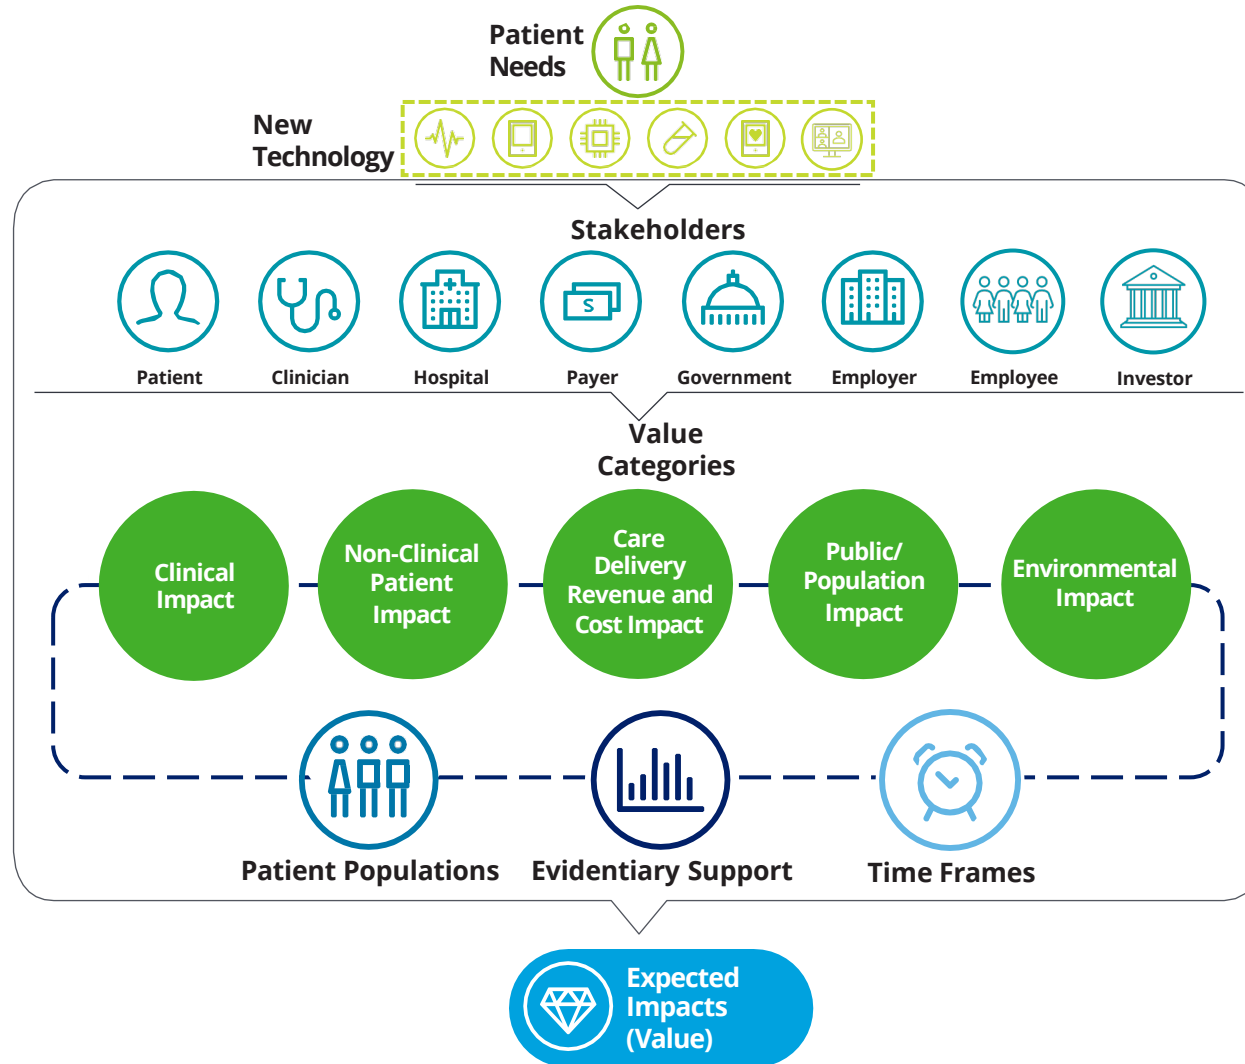 Patient
Needs
New
Technology
Stakeholders
S
Patient
Clinician
Hospital
Payer
Government
Employer
Employee
Investor
Value
Categories
Clinical
Impact
Non-Clinical
Patient
Impact
Care
Delivery
Revenue and
Cost Impact
Public/
Population
Impact
Environmental
Impact
Patient Populations
Evidentiary Support
Time Frames
Expected
Impacts
(Value)